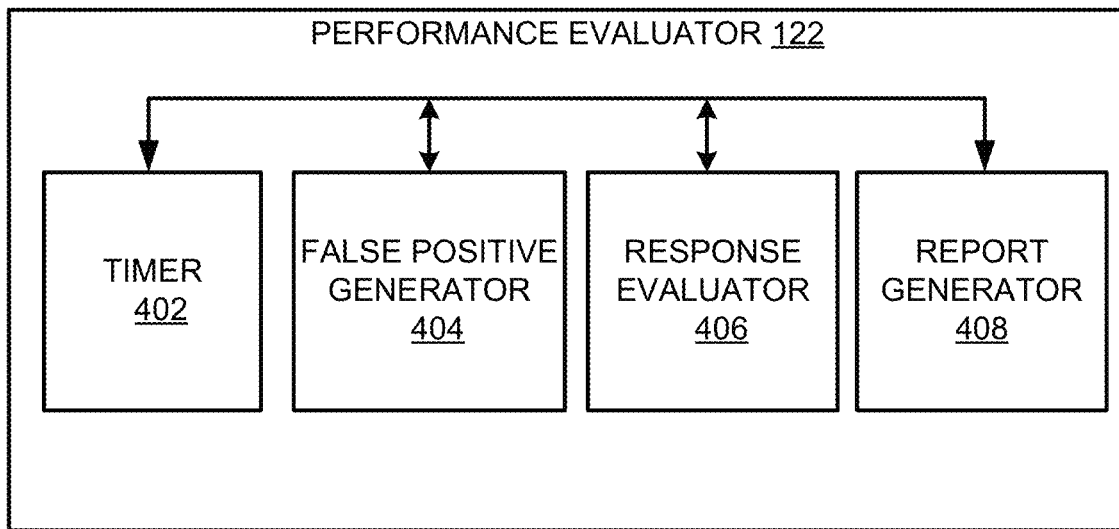 PERFORMANCE EVALUATOR 122
TIMER
402
FALSE POSITIVE
GENERATOR
404
RESPONSE
EVALUATOR
406
REPORT
GENERATOR
408